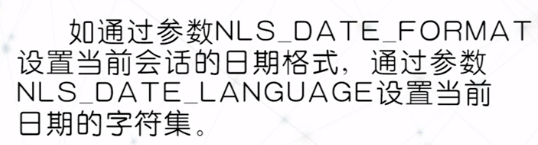 如通过参数NLS_DATE_FORMAT
设置当前会话的日期格式，通过参数
NLS_DATE_LANGUAGE设置当前
日期的字符集。